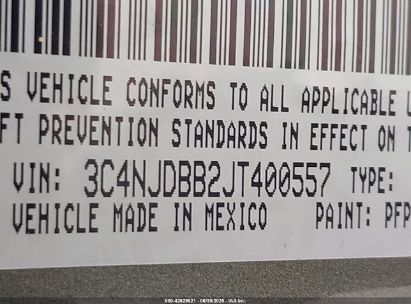 S VEHICLE CONFORMS TO ALL APPLICABLE
FT PREVENTION STANDARDS IN EFFECT ON
VIN: 3C4NJDBB2JT400557 TYPE:
VEHICLE MADE IN MEXICO PAINT: PFP